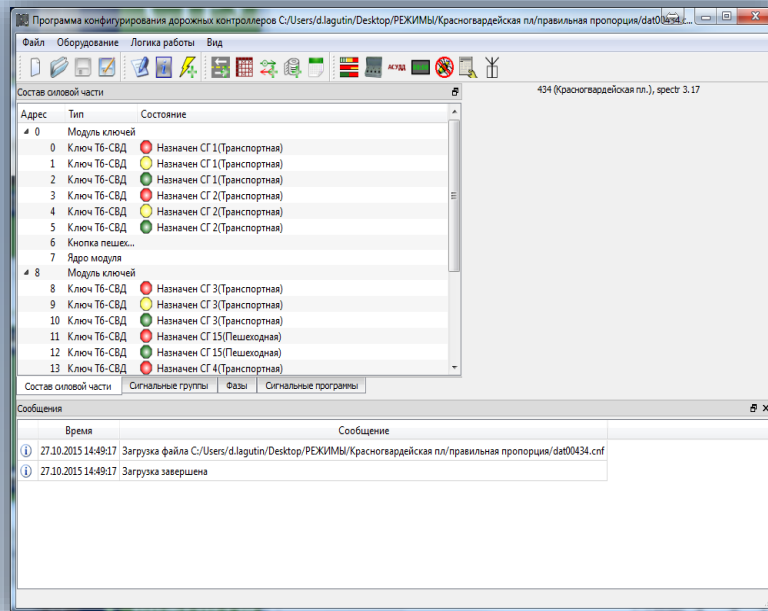 Программа конфигурирования дорожных контроллеров C:/Users/d.lagutin/Desktop/РЕЖИМЫ/Красногвардейская пл/правильная пропорция/dat00434.c...
Файл Оборудование Логика работы Вид
АСУДД
Состав силовой части
434 (Красногвардейская пл.), spectr 3.17
Адрес Тип Состояние
0 Модуль ключей
0 Ключ Т6-СВД Назначен СГ 1(Транспортная)
1 Ключ Т6-СВД Назначен СГ 1(Транспортная)
2 Ключ Т6-СВД Назначен СГ 1(Транспортная)
3 Ключ Т6-СВД Назначен СГ 2(Транспортная)
4 Ключ Т6-СВД Назначен СГ 2(Транспортная)
5 Ключ Т6-СВД Назначен СГ 2(Транспортная)
6 Кнопка пешех...
7 Ядро модуля
8 Модуль ключей
8 Ключ Т6-СВД Назначен СГ 3(Транспортная)
9 Ключ Т6-СВД Назначен СГ 3(Транспортная)
10 Ключ Т6-СВД Назначен СГ 3(Транспортная)
11 Ключ Т6-СВД Назначен СГ 15(Пешеходная)
12 Ключ Т6-СВД Назначен СГ 15(Пешеходная)
13 Ключ Т6-СВД Назначен СГ 4(Транспортная)
Состав силовой части Сигнальные группы Фазы Сигнальные программы
Сообщения
Время Сообщение
27.10.2015 14:49:17 Загрузка файла C:/Users/d.lagutin/Desktop/РЕЖИМЫ/Красногвардейская пл/правильная пропорция/dat00434.cnf
27.10.2015 14:49:17 Загрузка завершена